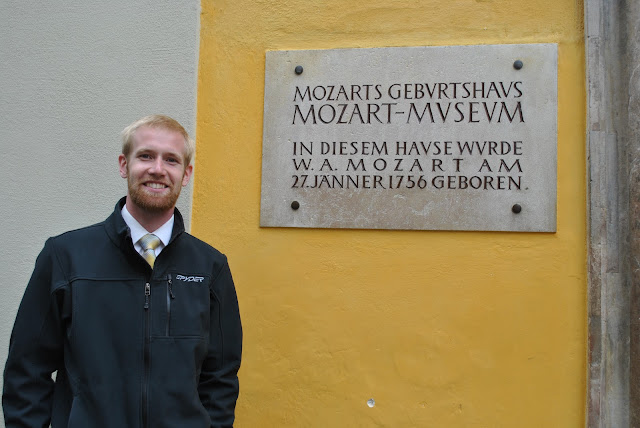 MOZARTS GEBVRTSHAVS
MOZART-MVSEVM
IN DIESEM HAVSE WVRDE
W. A. MOZART AM
27. JÄNNER 1756 GEBOREN.
SPYDER